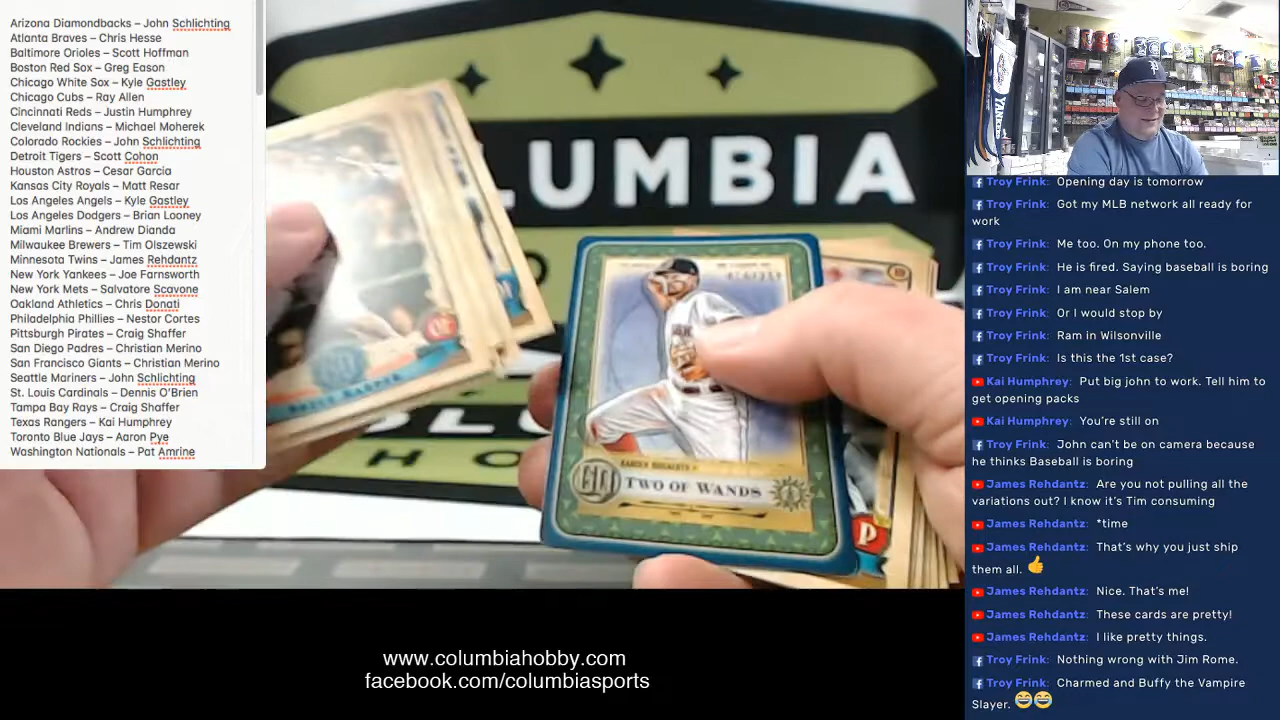 Arizona Diamondbacks – John Schlichting
Atlanta Braves – Chris Hesse
Baltimore Orioles – Scott Hoffman
Boston Red Sox – Greg Eason
Chicago White Sox – Kyle Gastley
Chicago Cubs – Ray Allen
Cincinnati Reds – Justin Humphrey
Cleveland Indians – Michael Moherek
Colorado Rockies – John Schlichting
Detroit Tigers – Scott Cohon
Houston Astros – Cesar Garcia
Kansas City Royals – Matt Resar
Los Angeles Angels – Kyle Gastley
Los Angeles Dodgers – Brian Looney
Miami Marlins – Andrew Dianda
Milwaukee Brewers – Tim Olszewski
Minnesota Twins – James Rehdantz
New York Yankees – Joe Farnsworth
New York Mets – Salvatore Scavone
Oakland Athletics – Chris Donati
Philadelphia Phillies – Nestor Cortes
Pittsburgh Pirates – Craig Shaffer
San Diego Padres – Christian Merino
San Francisco Giants – Christian Merino
Seattle Mariners – John Schlichting
St. Louis Cardinals – Dennis O'Brien
Tampa Bay Rays – Craig Shaffer
Texas Rangers – Kai Humphrey
Toronto Blue Jays – Aaron Pye
Washington Nationals – Pat Amrine
LUMBIA
XANDER BOGAERTS
TWO OF WANDS
P
www.columbiahobby.com
facebook.com/columbiasports
Troy Frink: Opening day is tomorrow
Troy Frink: Got my MLB network all ready for
work
Troy Frink: Me too. On my phone too.
Troy Frink: He is fired. Saying baseball is boring
Troy Frink: I am near Salem
Troy Frink: Or I would stop by
Troy Frink: Ram in Wilsonville
Troy Frink: Is this the 1st case?
Kai Humphrey: Put big john to work. Tell him to
get opening packs
Kai Humphrey: You're still on
Troy Frink: John can't be on camera because
he thinks Baseball is boring
James Rehdantz: Are you not pulling all the
variations out? I know it's Tim consuming
James Rehdantz: *time
James Rehdantz: That's why you just ship
them all. 👍
James Rehdantz: Nice. That's me!
James Rehdantz: These cards are pretty!
James Rehdantz: I like pretty things.
Troy Frink: Nothing wrong with Jim Rome.
Troy Frink: Charmed and Buffy the Vampire
Slayer. 😂😂